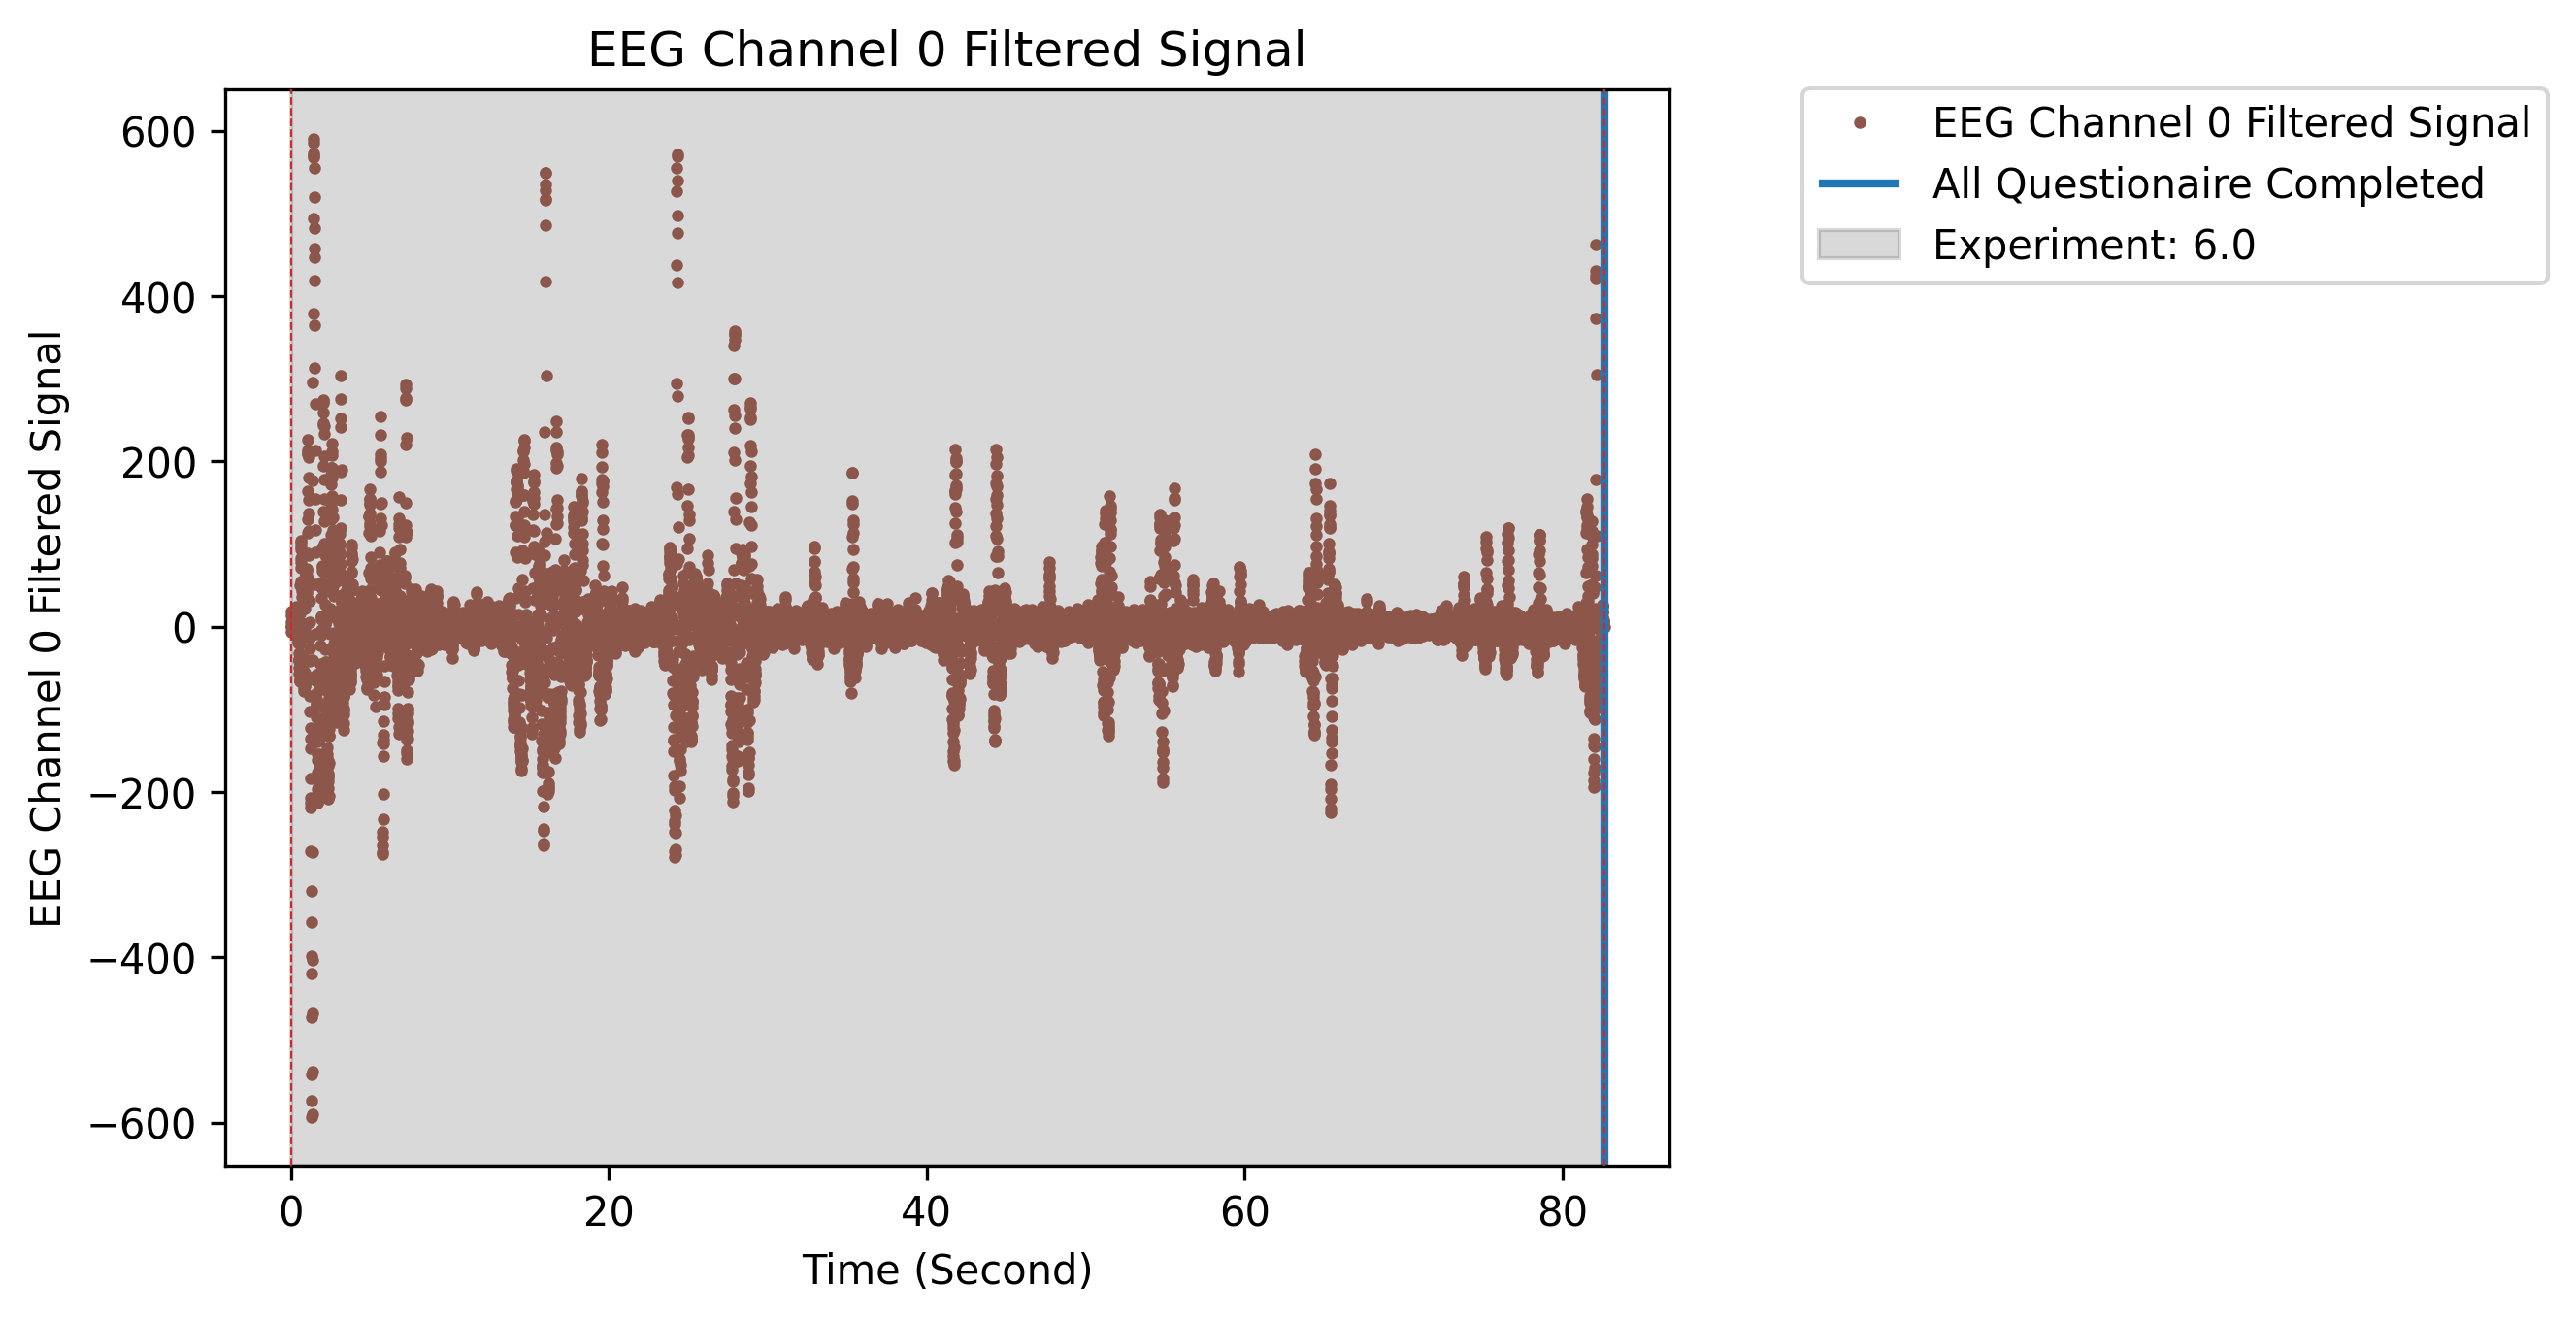 EEG Channel 0 Filtered Signal
EEG Channel 0 Filtered Signal
All Questionaire Completed
Experiment: 6.0
EEG Channel 0 Filtered Signal
600
400
200
0
−200
−400
−600
0 20 40 60 80
Time (Second)